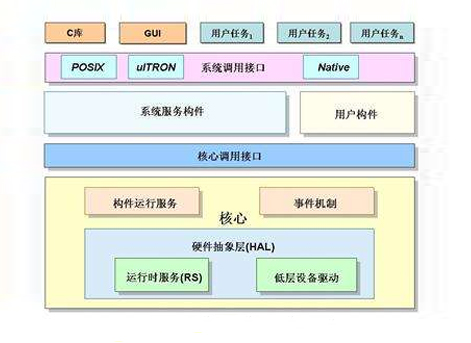 C库 GUI 用户任务1 用户任务2 用户任务n
POSIX uITRON 系统调用接口 Native
系统服务构件 用户构件
核心调用接口
构件运行服务 事件机制
核心
硬件抽象层(HAL)
运行时服务(RS) 低层设备驱动